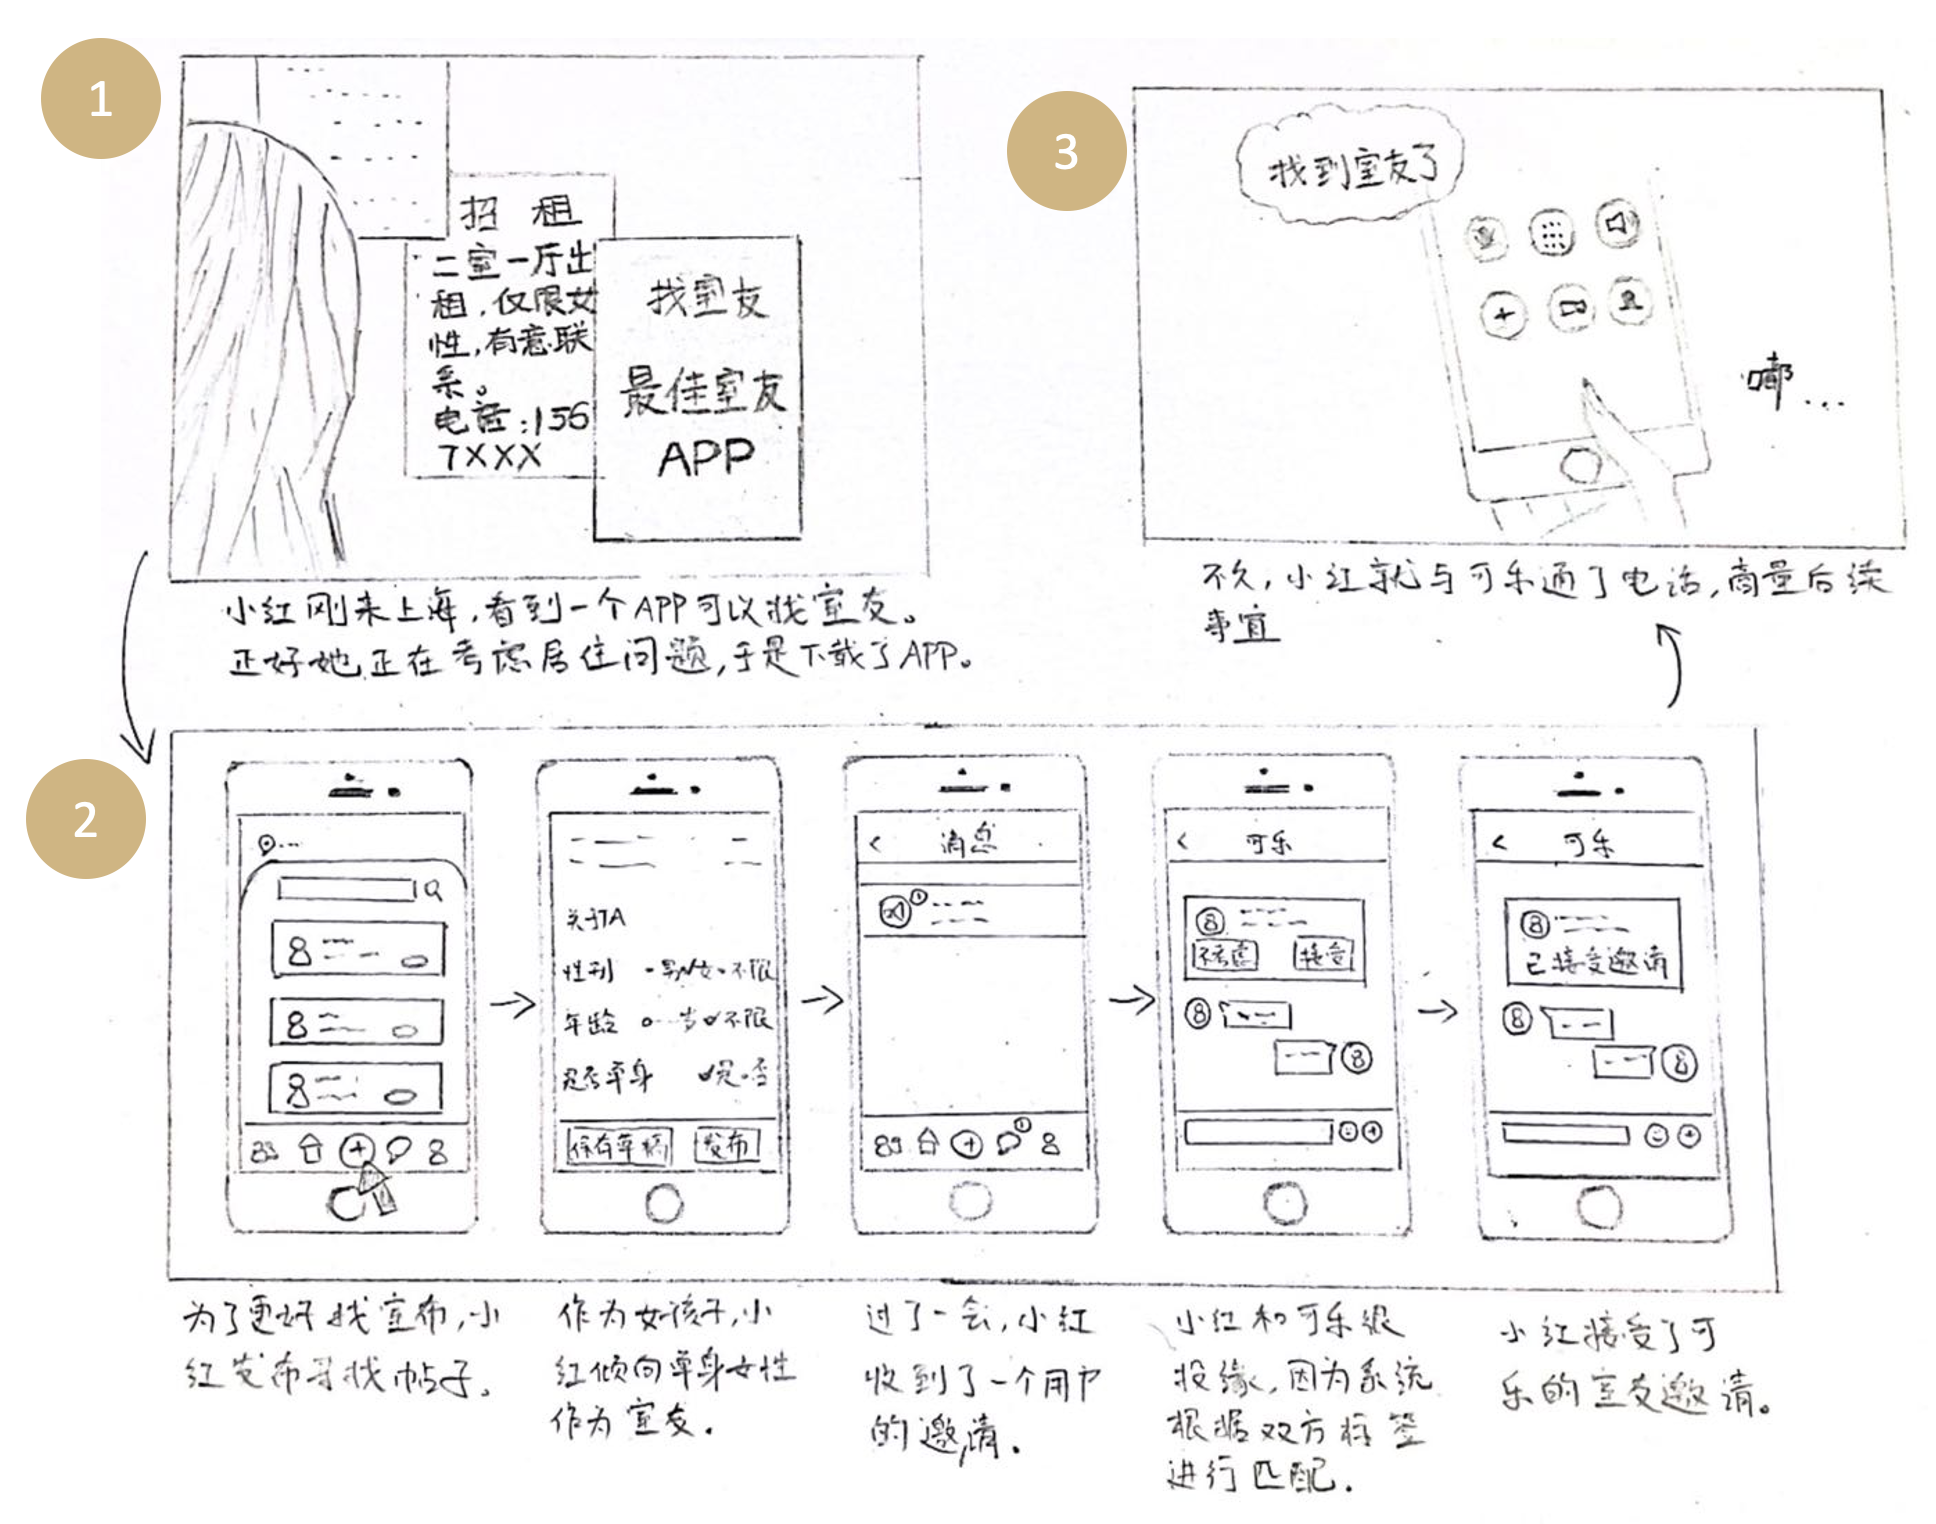 1
招 租
二室一厅出
租，仅限女
性，有意联
系。
电话：156
7XXX
找室友
最佳室友
APP
小红刚来上海，看到一个APP可以找室友。
正好她正在考虑居住问题，于是下载了APP。
3
找到室友了
嘟...
不久，小红就与可乐通了电话，商量后续
事宜
2
关于TA
性别 男 女 不限
年龄 岁 不限
是否单身 是 否
保存草稿 发布
< 消息
1
1
< 可乐
不考虑 接受
< 可乐
已接受邀请
为了更好找室布，小
红发布寻找帖子。
作为女孩子，小
红倾向单身女性
作为室友.
过了一会，小红
收到了一个用户
的邀请.
小红和可乐很
投缘，因为系统
根据双方标签
进行匹配.
小红接受了可
乐的室友邀请。